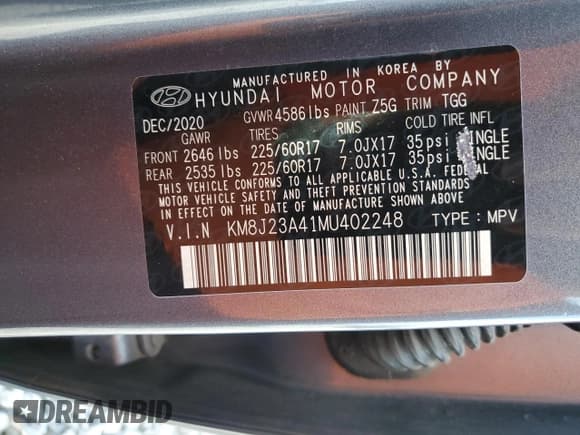 MANUFACTURED IN KOREA BY
HYUNDAI MOTOR COMPANY
DEC/2020 GVWR 4586 lbs PAINT Z5G TRIM TGG
GAWR TIRES RIMS COLD TIRE INFL
FRONT 2646 lbs 225/60R17 7.0JX17 35psi INGLE
REAR 2535 lbs 225/60R17 7.0JX17 35psi INGLE
THIS VEHICLE CONFORMS TO ALL APPLICABLE U.S.A. FEDERAL
MOTOR VEHICLE SAFETY AND THEFT PREVENTION STANDARDS
IN EFFECT ON THE DATE OF MANUFACTURE SHOWN ABOVE.
V.I.N KM8J23A41MU402248 TYPE : MPV
DREAMBID